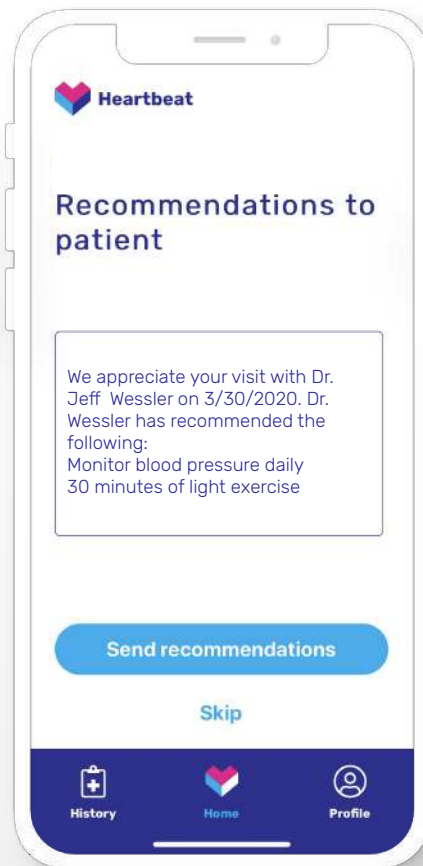 Heartbeat
Recommendations to
patient
We appreciate your visit with Dr.
Jeff Wessler on 3/30/2020. Dr.
Wessler has recommended the
following:
Monitor blood pressure daily
30 minutes of light exercise
Send recommendations
Skip
History
Home
Profile